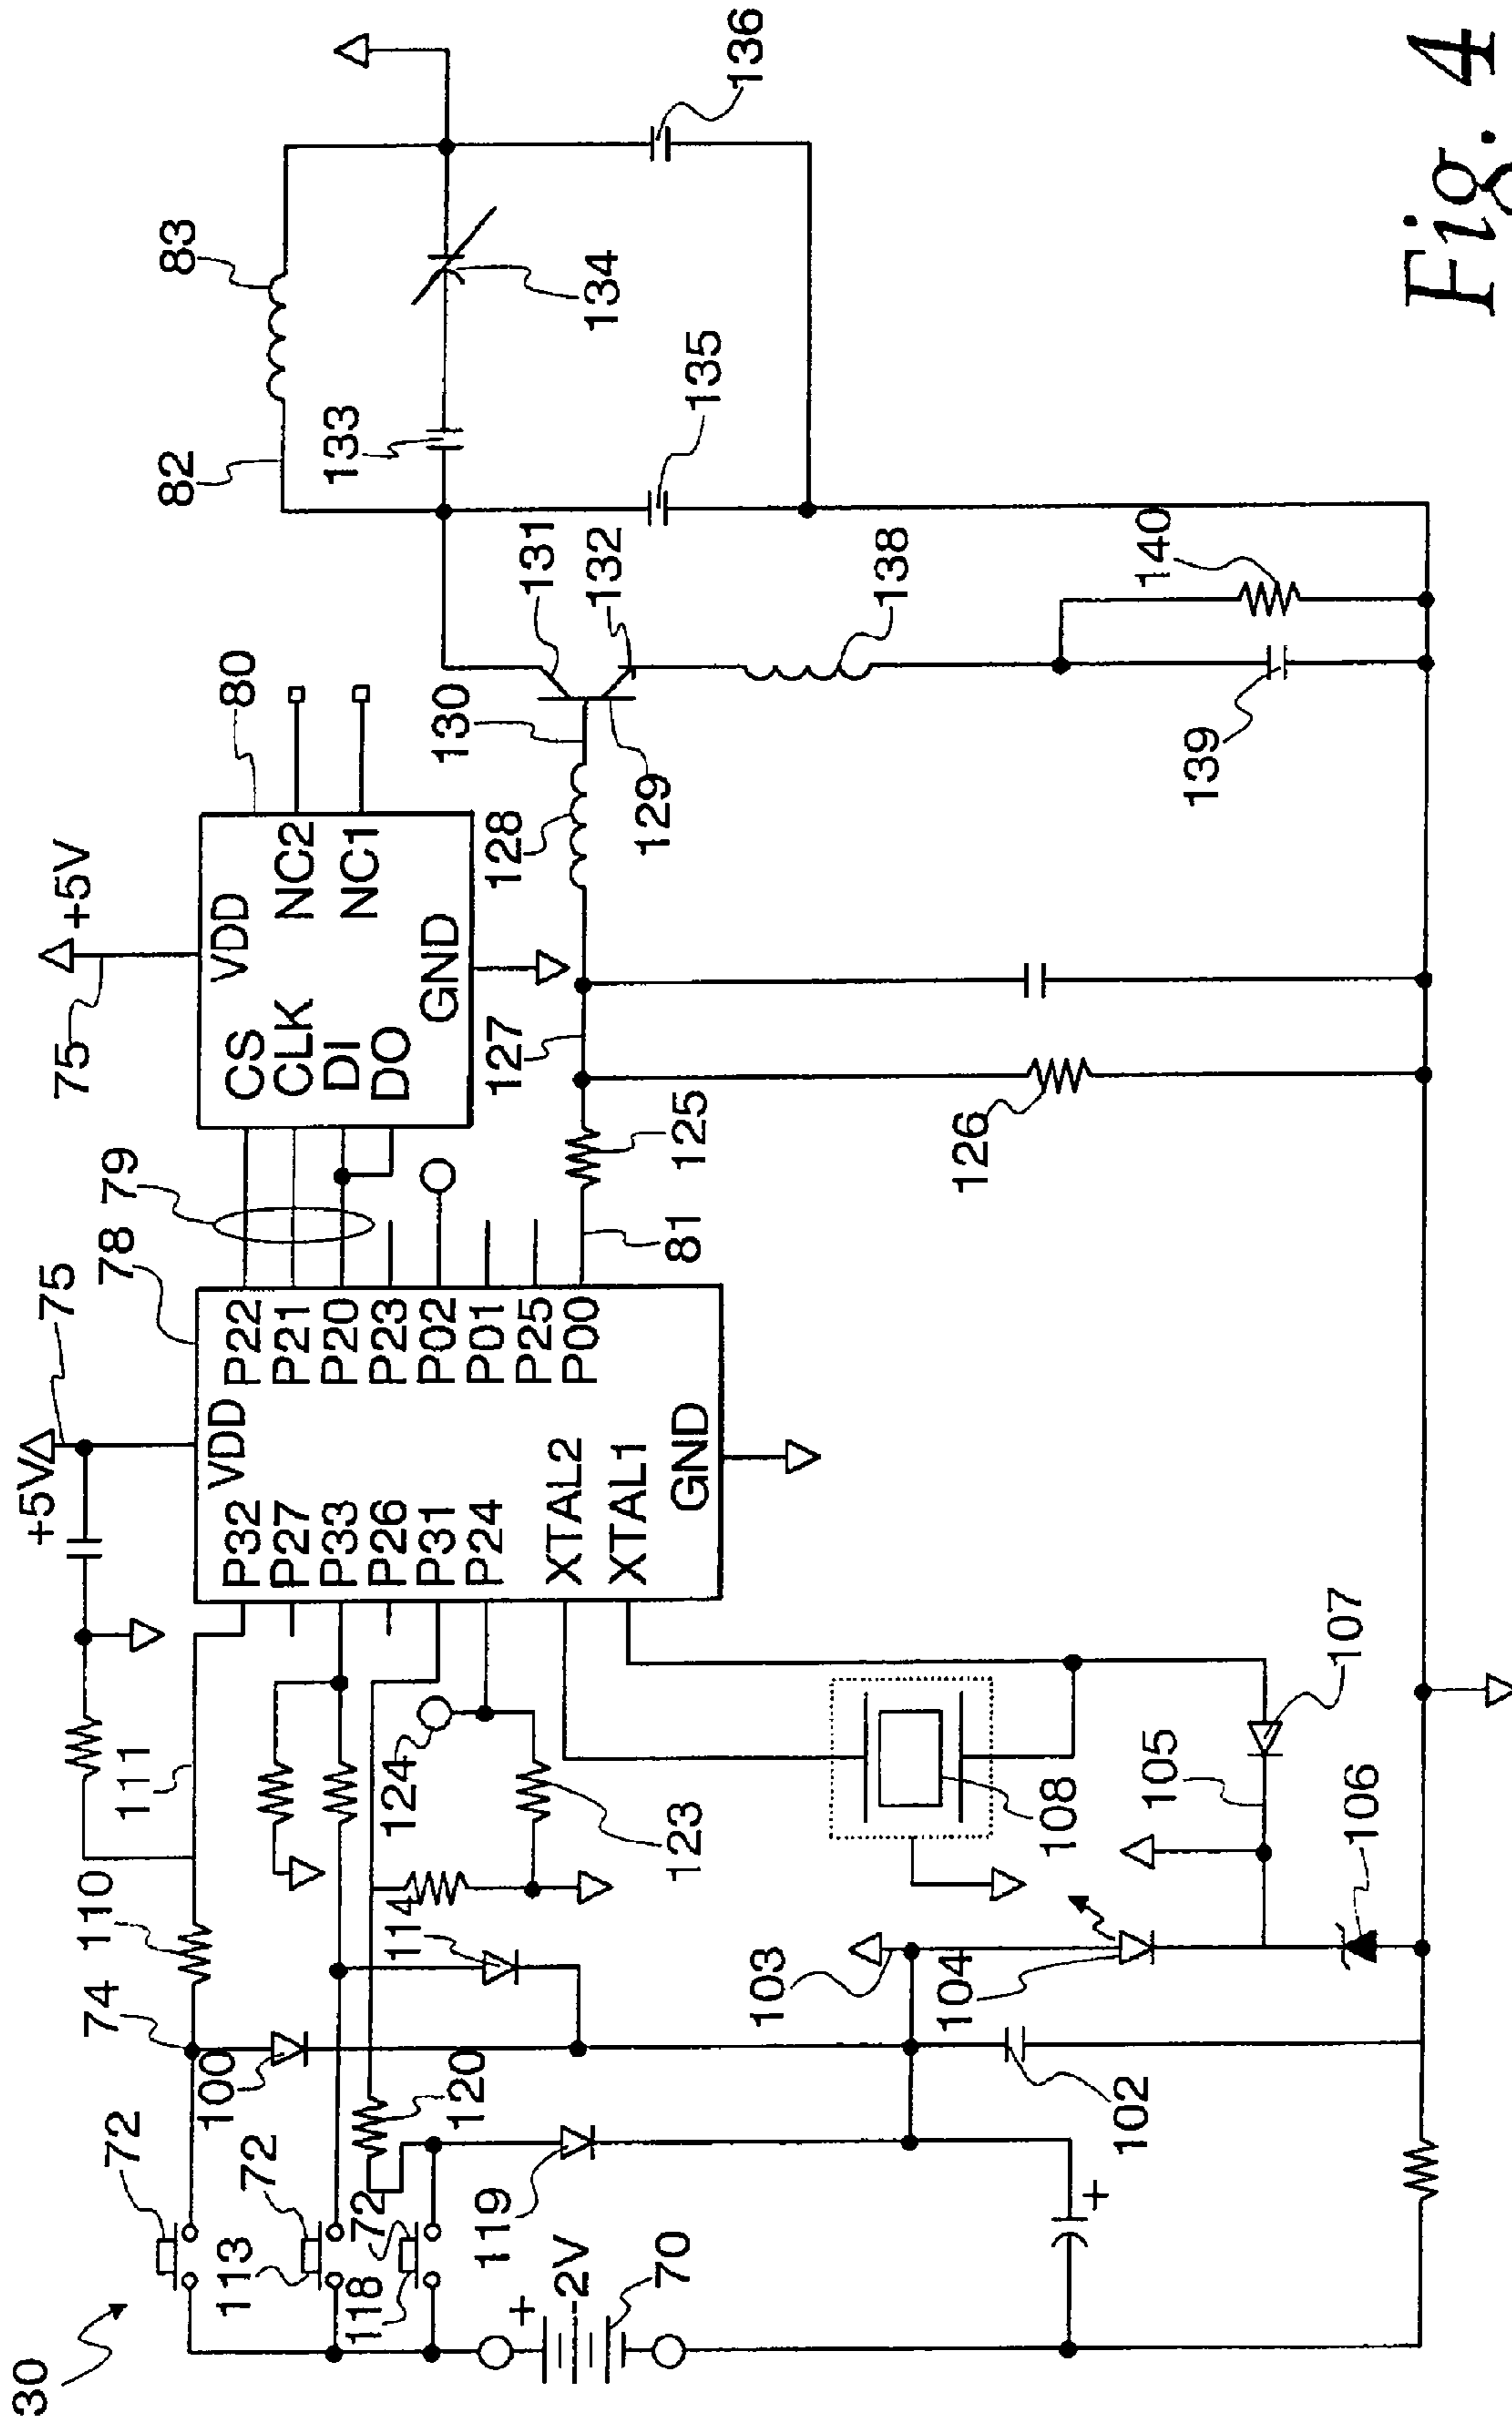 30
72
74
110
111
+5V
75
78
79
75
+5V
80
82
83
113
72
100
P32
VDD
P22
P27
P21
P33
P20
P26
P23
P31
P02
P24
P01
P25
P00
XTAL2
XTAL1
GND
CS
VDD
CLK
NC2
DI
NC1
DO
GND
118
72
120
114
124
123
81
125
127
128
130
129
131
132
133
134
135
136
119
2V
+
70
103
104
108
126
138
102
+
105
106
107
139
140
Fig. 4